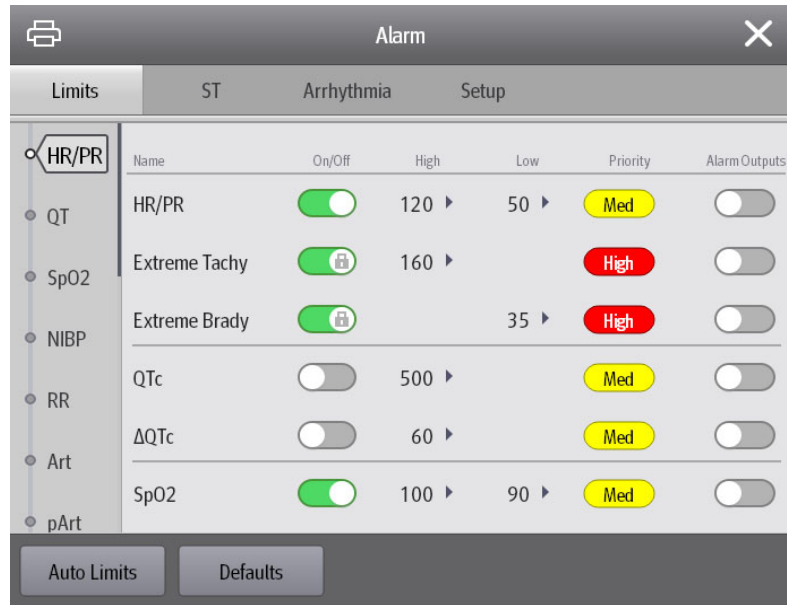 Alarm
Limits ST Arrhythmia Setup
HR/PR
QT
SpO2
NIBP
RR
Art
pArt
Name On/Off High Low Priority Alarm Outputs
HR/PR 120 50 Med
Extreme Tachy 160 High
Extreme Brady 35 High
QTc 500 Med
ΔQTc 60 Med
SpO2 100 90 Med
Auto Limits Defaults